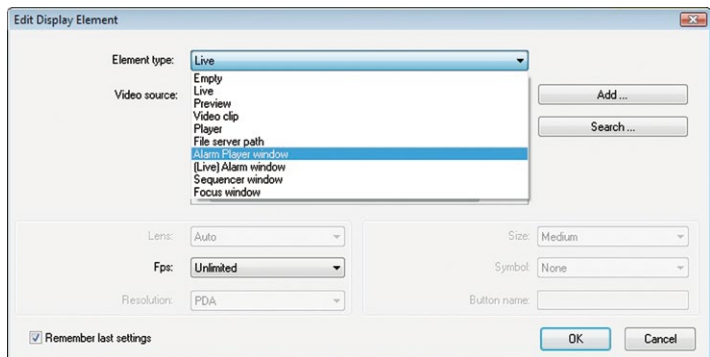 Edit Display Element
Element type: Live
Empty
Live
Video source: Preview
Video clip
Player
File server path
Alarm Player window
(Live) Alarm window
Sequencer window
Focus window
Add ...
Search ...
Lens: Auto
Size: Medium
Fps: Unlimited
Symbol: None
Resolution: PDA
Button name:
Remember last settings
OK
Cancel